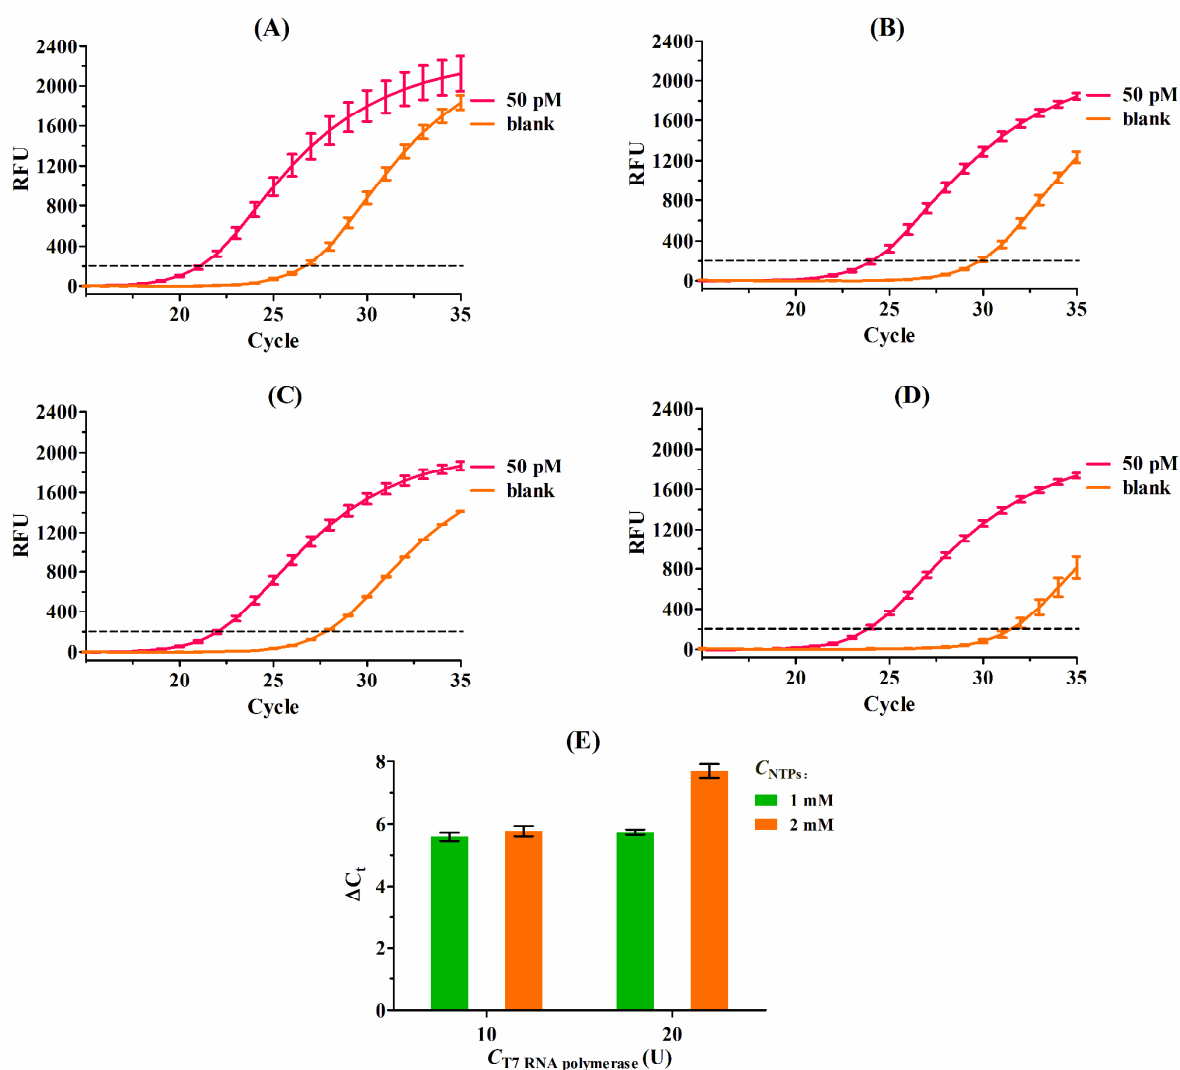 (A)
2400
2000
1600
1200
800
400
0
RFU
20
25
30
35
Cycle
50 pM
blank
(B)
2400
2000
1600
1200
800
400
0
RFU
20
25
30
35
Cycle
50 pM
blank
(C)
2400
2000
1600
1200
800
400
0
RFU
20
25
30
35
Cycle
50 pM
blank
(D)
2400
2000
1600
1200
800
400
0
RFU
20
25
30
35
Cycle
50 pM
blank
(E)
8
6
4
2
0
ΔCt
10
20
CT7 RNA polymerase (U)
CNTPs:
1 mM
2 mM